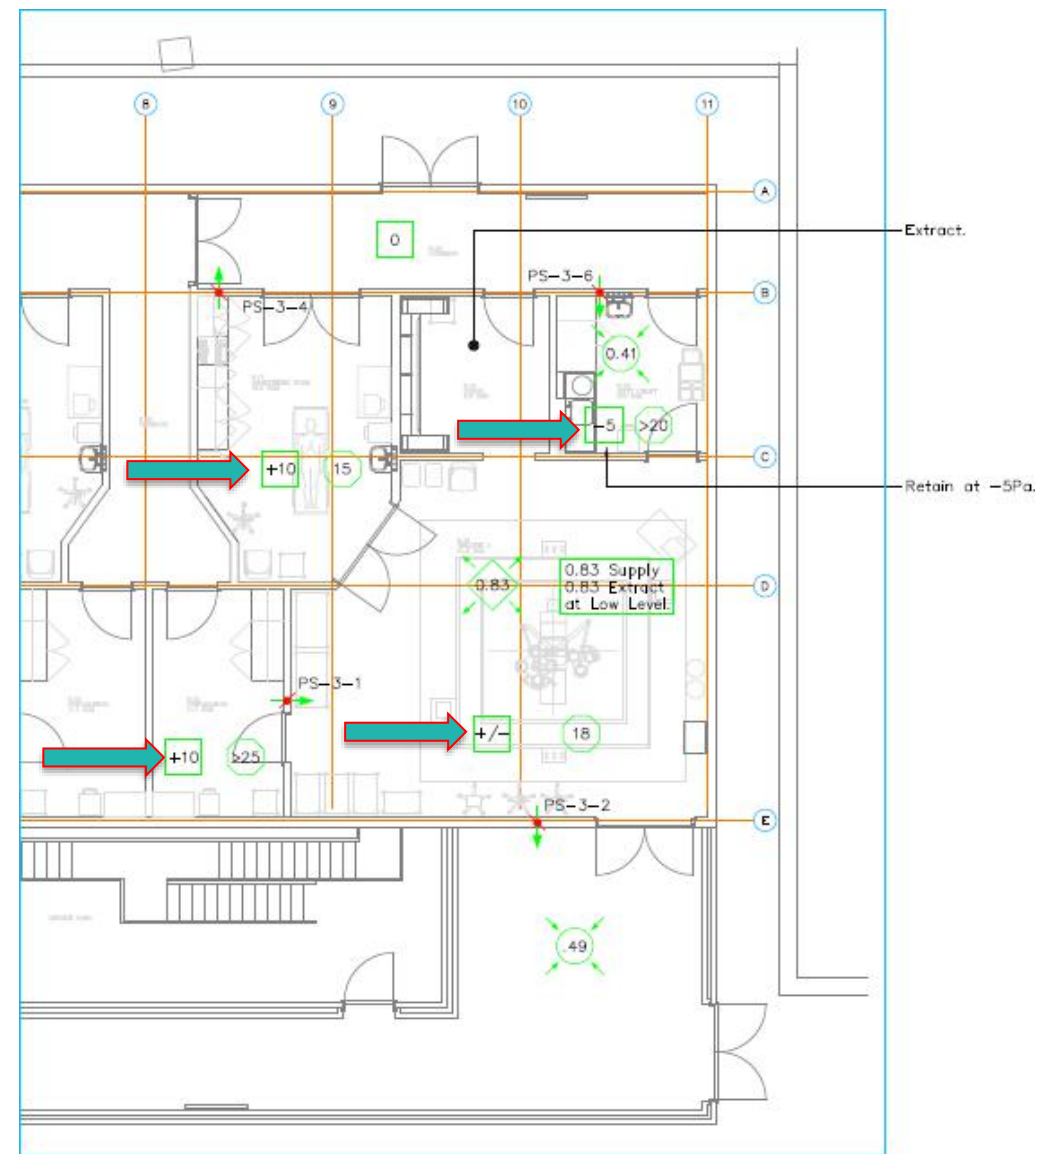 8
9
10
11
A
0
Extract.
PS-3-6
B
PS-3-4
0.41
-5
>20
C
+10
15
Retain at -5Pa.
0.83
0.83 Supply
0.83 Extract
at Low Level.
D
PS-3-1
+/-
18
+10
>25
PS-3-2
E
.49